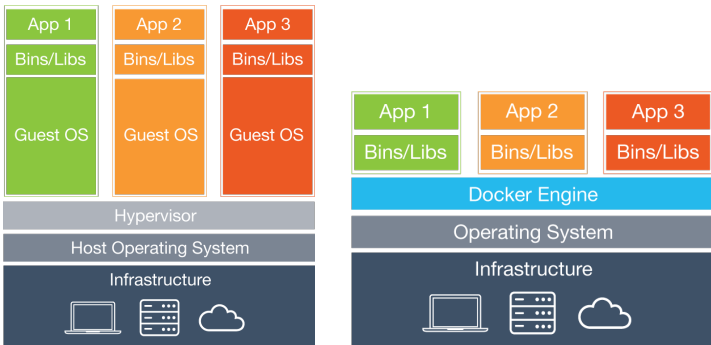 App 1
App 2
App 3
Bins/Libs
Bins/Libs
Bins/Libs
Guest OS
Guest OS
Guest OS
Hypervisor
Host Operating System
Infrastructure
App 1
App 2
App 3
Bins/Libs
Bins/Libs
Bins/Libs
Docker Engine
Operating System
Infrastructure